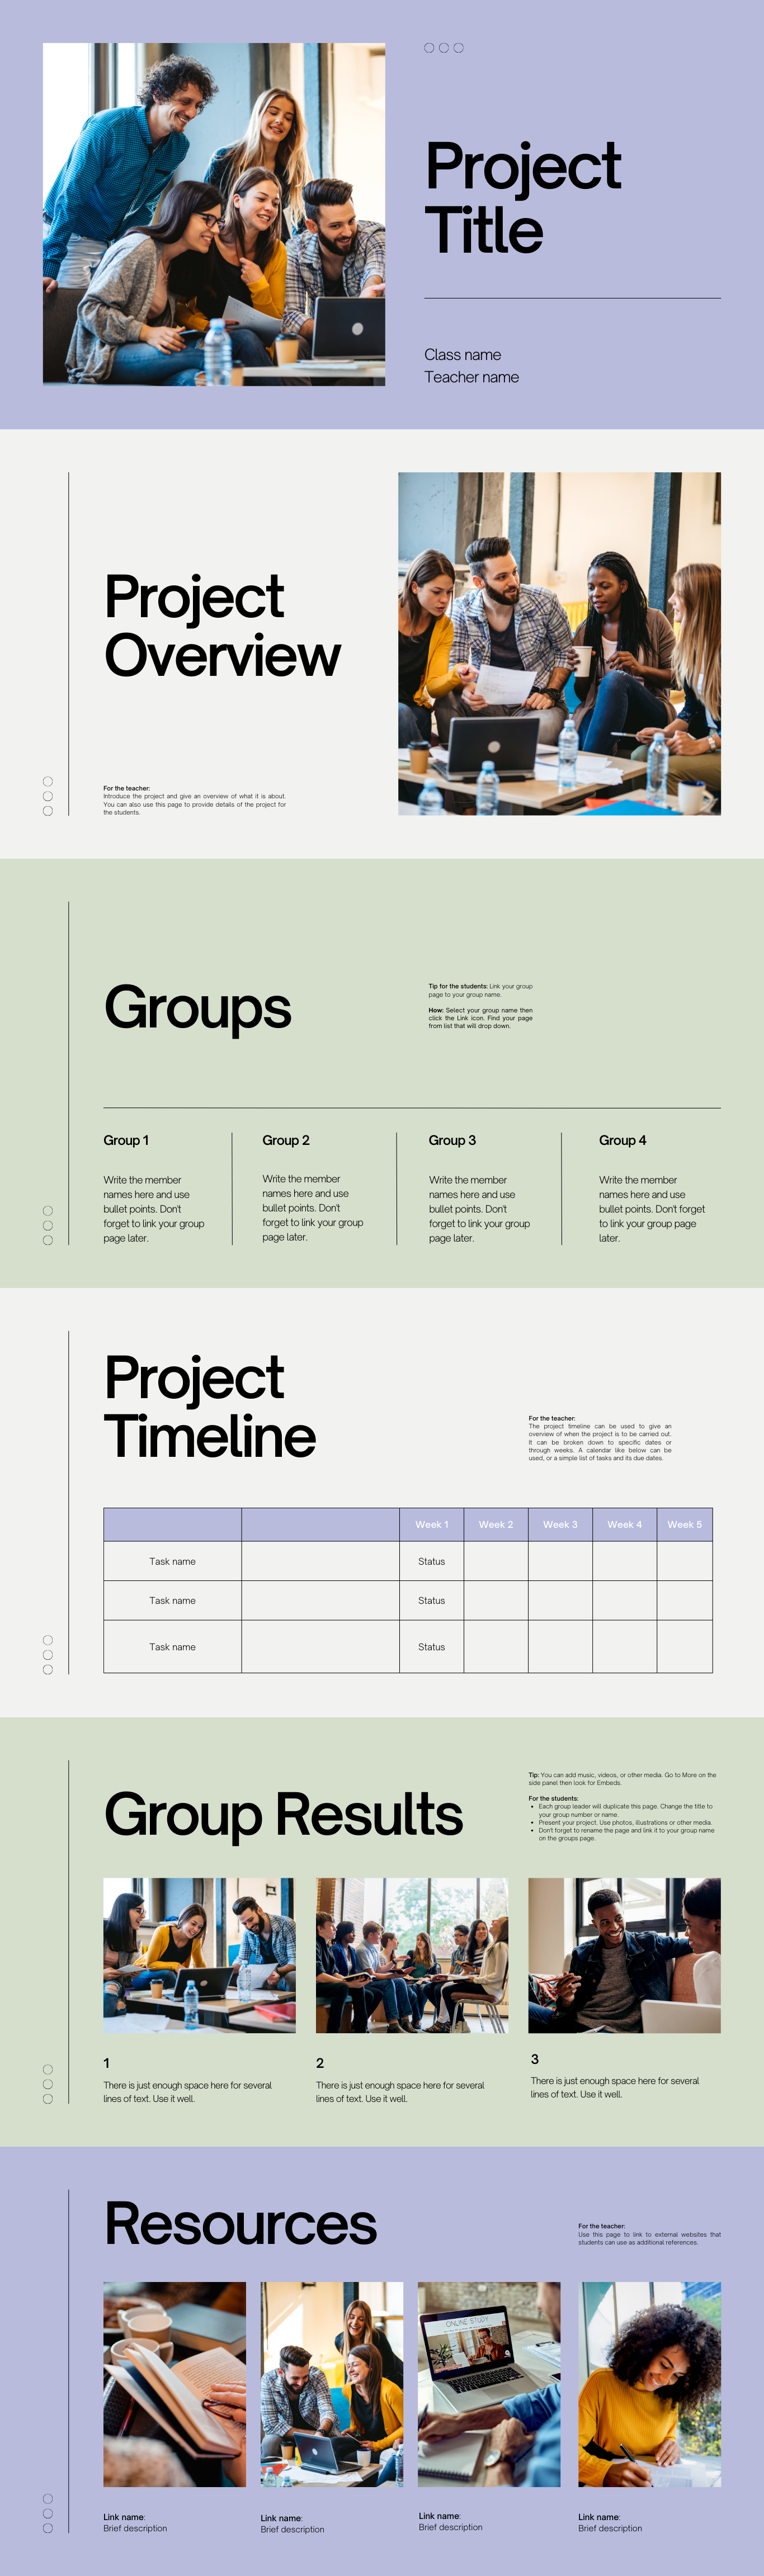 Project
Title
Class name
Teacher name
Project
Overview
For the teacher:
Introduce the project and give an overview of what it is about.
You can also use this page to provide details of the project for
the students.
Groups
Tip for the students: Link your group
page to your group name.
How: Select your group name then
click the Link icon. Find your page
from list that will drop down.
Group 1
Write the member
names here and use
bullet points. Don't
forget to link your group
page later.
Group 2
Write the member
names here and use
bullet points. Don't
forget to link your group
page later.
Group 3
Write the member
names here and use
bullet points. Don't
forget to link your group
page later.
Group 4
Write the member
names here and use
bullet points. Don't forget
to link your group page
later.
Project
Timeline
For the teacher:
The project timeline can be used to give an
overview of when the project is to be carried out.
It can be broken down to specific dates or
through weeks. A calendar like below can be
used, or a simple list of tasks and its due dates.
Week 1 Week 2 Week 3 Week 4 Week 5
Task name Status
Task name Status
Task name Status
Group Results
Tip: You can add music, videos, or other media. Go to More on the
side panel then look for Embeds.
For the students:
• Each group leader will duplicate this page. Change the title to
your group number or name.
• Present your project. Use photos, illustrations or other media.
• Don't forget to rename the page and link it to your group name
on the groups page.
1
There is just enough space here for several
lines of text. Use it well.
2
There is just enough space here for several
lines of text. Use it well.
3
There is just enough space here for several
lines of text. Use it well.
Resources
For the teacher:
Use this page to link to external websites that
students can use as additional references.
ONLINE STUDY
Link name:
Brief description
Link name:
Brief description
Link name:
Brief description
Link name:
Brief description